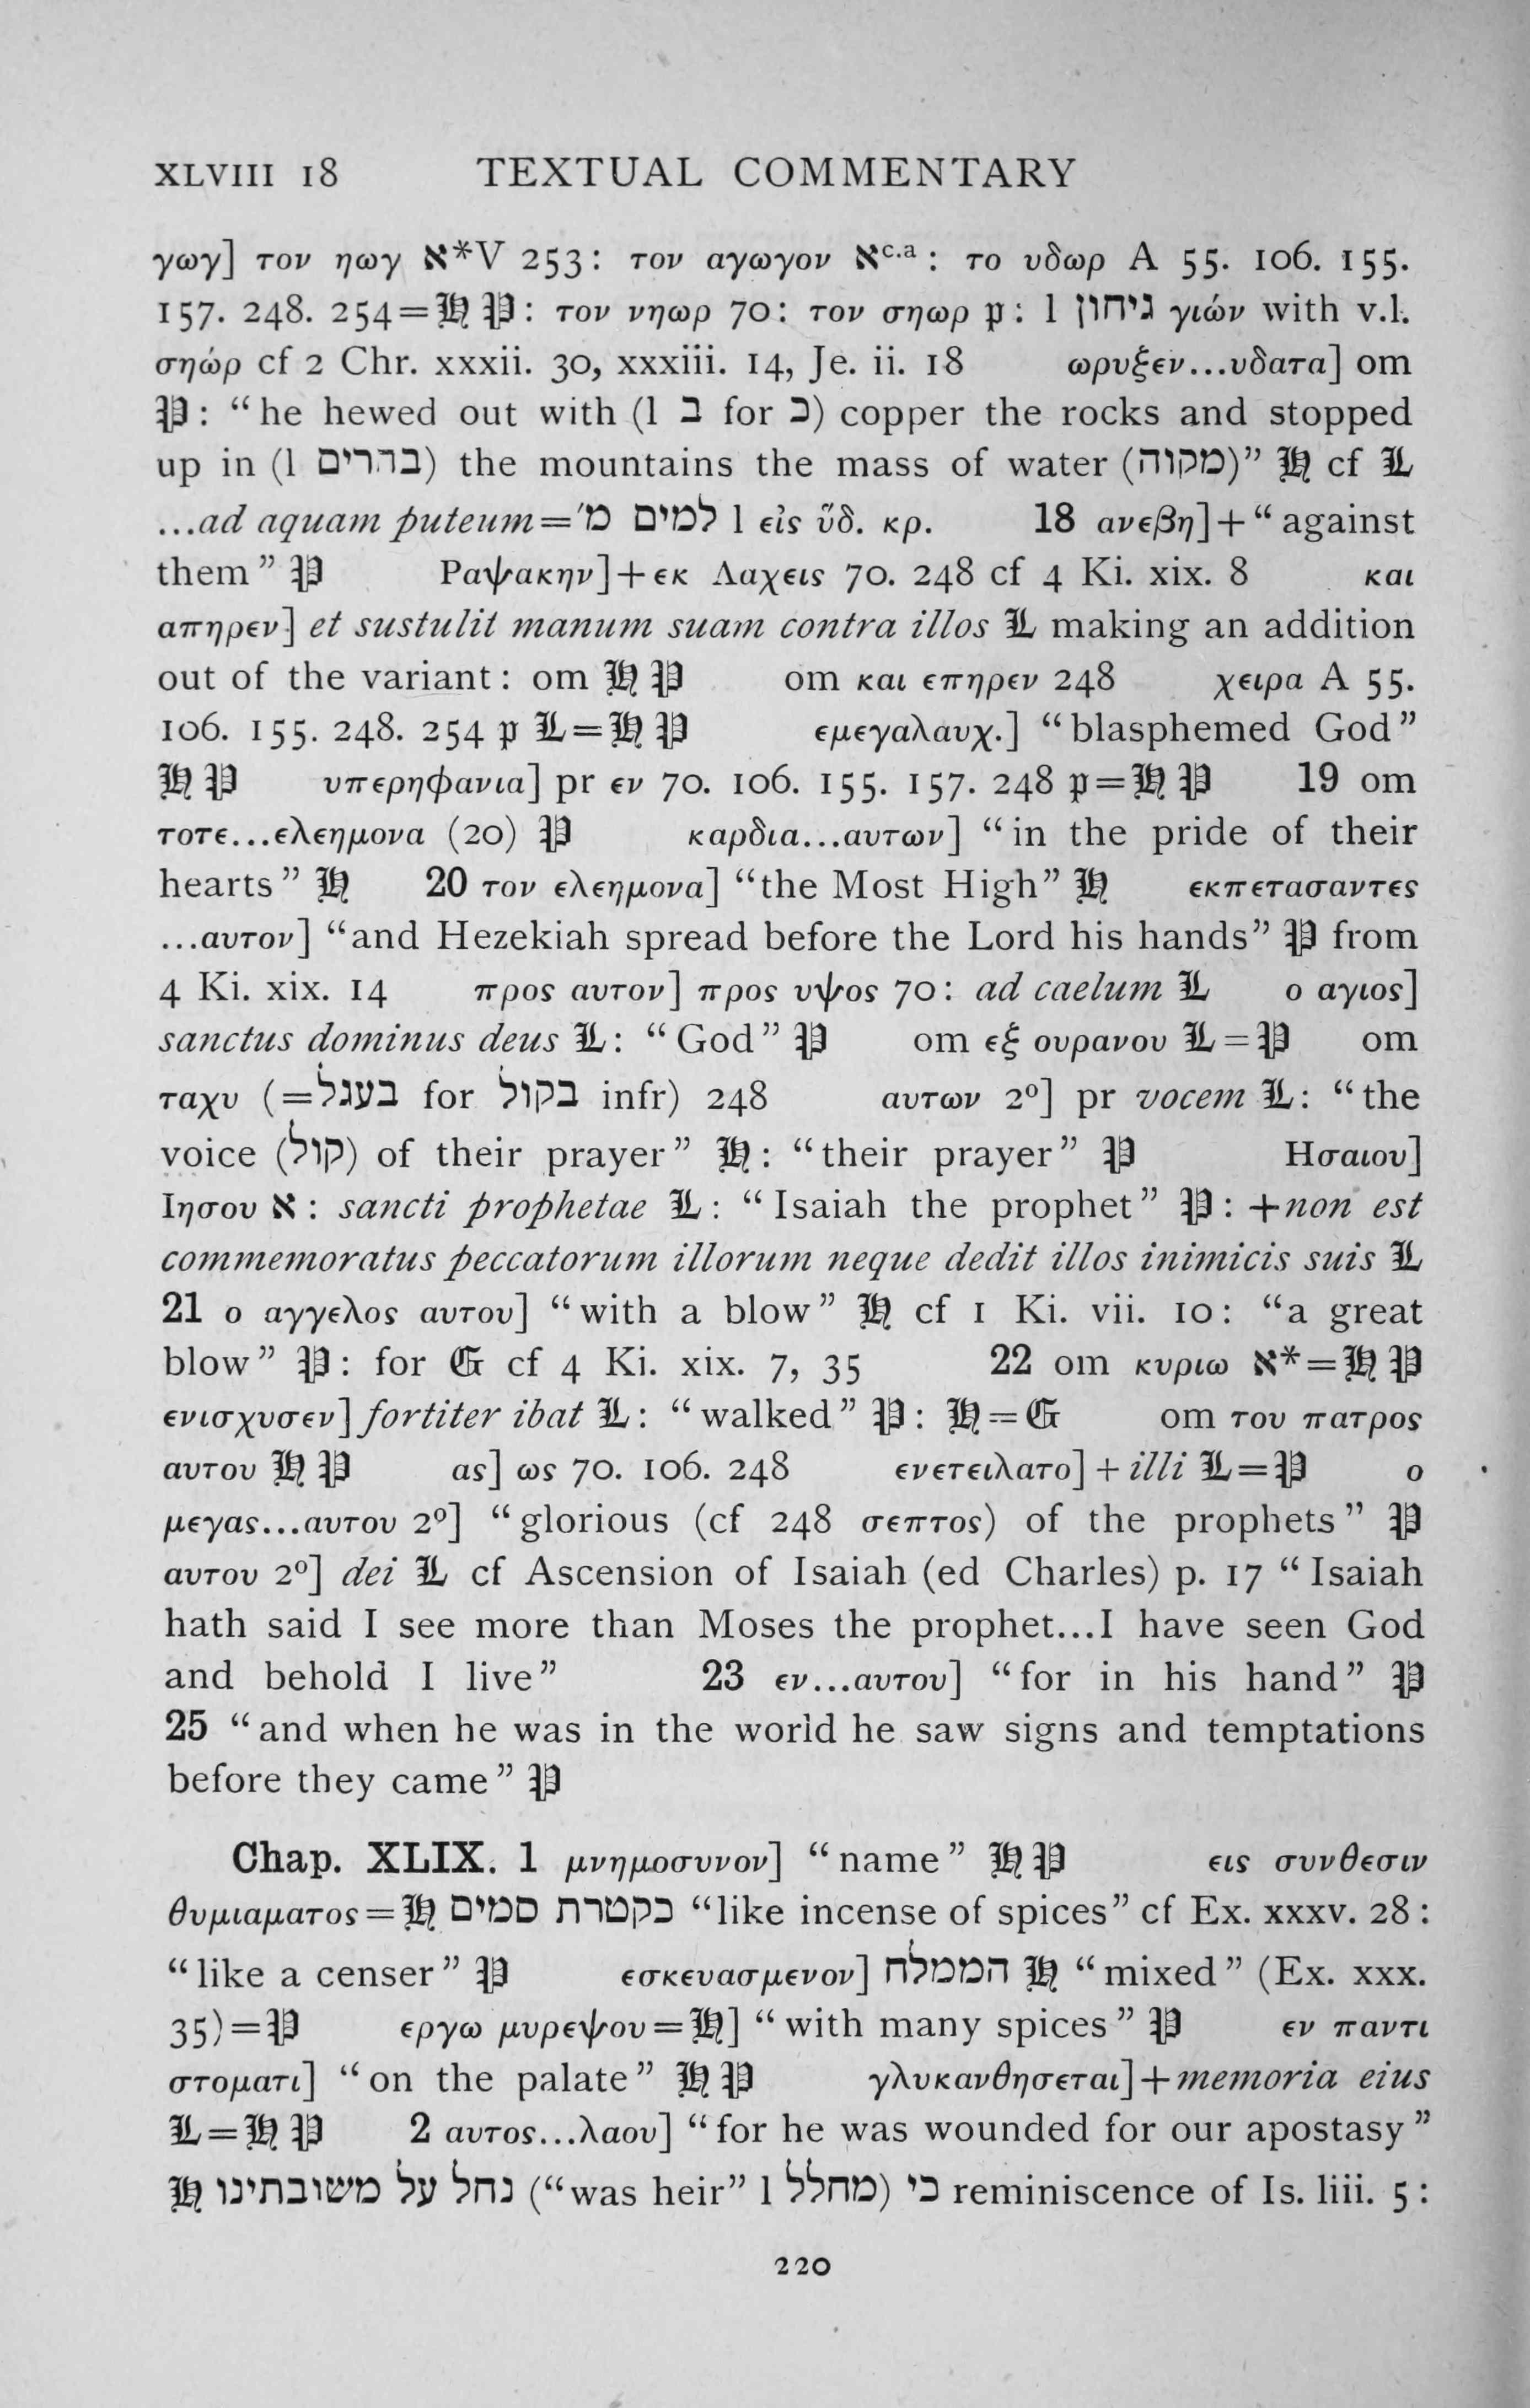 XLVIII 18 TEXTUAL COMMENTARY
γωγ] τον ηωγ א*V 253: τον αγωγον אc.a: το υδωρ A 55. 106. 155.
157. 248. 254=ℌ𝔓: τον νηωρ 70: τον σηωρ 𝔭: l גיחון γιών with v.l.
σηώρ cf 2 Chr. xxxii. 30, xxxiii. 14, Je. ii. 18 ωρυξεν...υδατα] om
𝔓: “he hewed out with (l ב for כ) copper the rocks and stopped
up in (l בהרים) the mountains the mass of water (מקוה)” ℌ cf 𝕷
...ad aquam puteum=למים מ' l εἰς ὕδ. κρ. 18 ανεβη]+“against
them” 𝔓 Ραψακην]+εκ Λαχεις 70. 248 cf 4 Ki. xix. 8 και
απηρεν] et sustulit manum suam contra illos 𝕷 making an addition
out of the variant: om ℌ𝔓 om και επηρεν 248 χειρα A 55.
106. 155. 248. 254 𝔭 𝕷=ℌ𝔓 εμεγαλαυχ.] “blasphemed God”
ℌ𝔓 υπερηφανια] pr εν 70. 106. 155. 157. 248 𝔭=ℌ𝔓 19 om
τοτε...ελεημονα (20) 𝔓 καρδια...αυτων] “in the pride of their
hearts” ℌ 20 τον ελεημονα] “the Most High” ℌ εκπετασαντες
...αυτον] “and Hezekiah spread before the Lord his hands” 𝔓 from
4 Ki. xix. 14 προς αυτον] προς υψος 70: ad caelum 𝕷 ο αγιος]
sanctus dominus deus 𝕷: “God” 𝔓 om εξ ουρανου 𝕷=𝔓 om
ταχυ (=בעגל for בקול infr) 248 αυτων 2º] pr vocem 𝕷: “the
voice (קול) of their prayer” ℌ: “their prayer” 𝔓 Ησαιου]
Ιησου א: sancti prophetae 𝕷: “Isaiah the prophet” 𝔓: +non est
commemoratus peccatorum illorum neque dedit illos inimicis suis 𝕷
21 ο αγγελος αυτου] “with a blow” ℌ cf 1 Ki. vii. 10: “a great
blow” 𝔓: for 𝕲 cf 4 Ki. xix. 7, 35 22 om κυριω א*=ℌ𝔓
ενισχυσεν] fortiter ibat 𝕷: “walked” 𝔓: ℌ=𝕲 om του πατρος
αυτου ℌ𝔓 ας] ως 70. 106. 248 ενετειλατο]+illi 𝕷=𝔓 ο
μεγας...αυτου 2º] “glorious (cf 248 σεπτος) of the prophets” 𝔓
αυτου 2º] dei 𝕷 cf Ascension of Isaiah (ed Charles) p. 17 “Isaiah
hath said I see more than Moses the prophet...I have seen God
and behold I live” 23 εν...αυτου] “for in his hand” 𝔓
25 “and when he was in the world he saw signs and temptations
before they came” 𝔓
Chap. XLIX. 1 μνημοσυνον] “name” ℌ𝔓 εις συνθεσιν
θυμιαματος=ℌ כקטרת סמים “like incense of spices” cf Ex. xxxv. 28:
“like a censer” 𝔓 εσκευασμενον] הממלח ℌ “mixed” (Ex. xxx.
35)=𝔓 εργω μυρεψου=ℌ] “with many spices” 𝔓 εν παντι
στοματι] “on the palate” ℌ𝔓 γλυκανθησεται]+memoria eius
𝕷=ℌ𝔓 2 αυτος...λαου] “for he was wounded for our apostasy”
ℌ נחל על משובתינו (“was heir” l מחלל) כי reminiscence of Is. liii. 5:
220